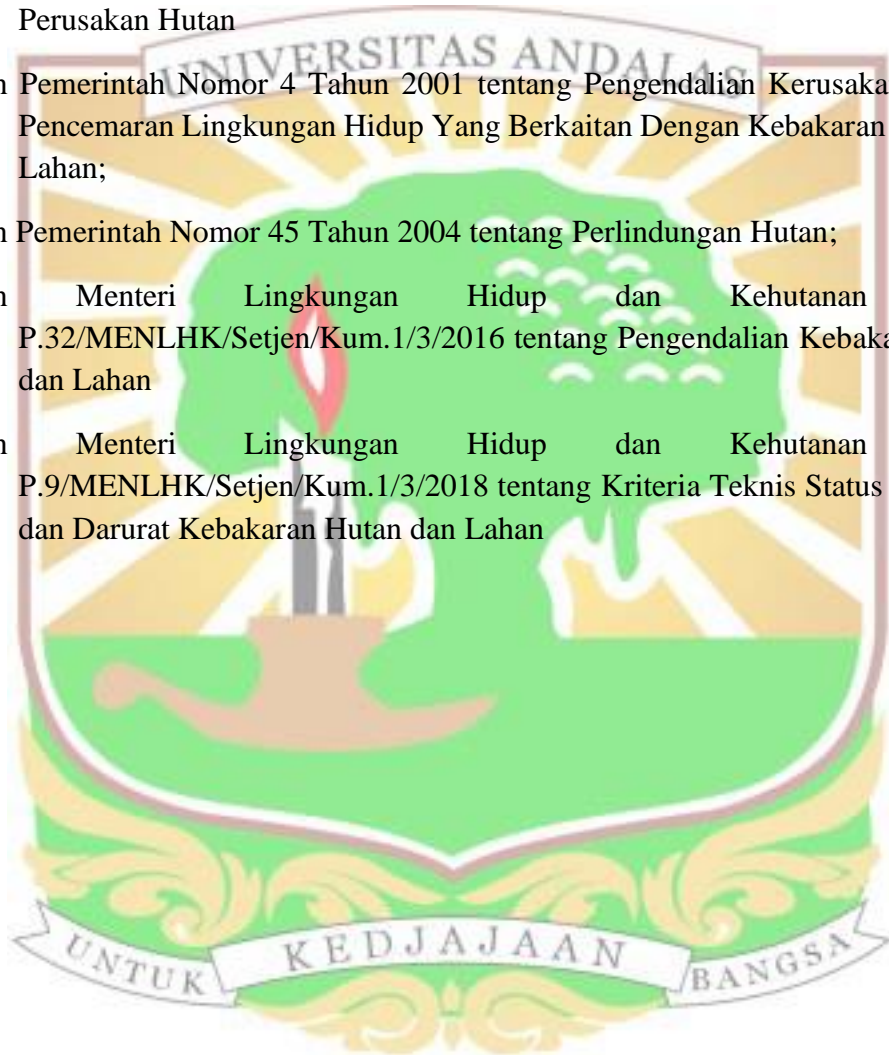 Perusakan Hutan
UNIVERSITAS ANDALAS
n Pemerintah Nomor 4 Tahun 2001 tentang Pengendalian Kerusaka
Pencemaran Lingkungan Hidup Yang Berkaitan Dengan Kebakaran
Lahan;
n Pemerintah Nomor 45 Tahun 2004 tentang Perlindungan Hutan;
n Menteri Lingkungan Hidup dan Kehutanan
P.32/MENLHK/Setjen/Kum.1/3/2016 tentang Pengendalian Kebaka
dan Lahan
n Menteri Lingkungan Hidup dan Kehutanan
P.9/MENLHK/Setjen/Kum.1/3/2018 tentang Kriteria Teknis Status
dan Darurat Kebakaran Hutan dan Lahan
UNTUK KEDJAJAAN BANGSA